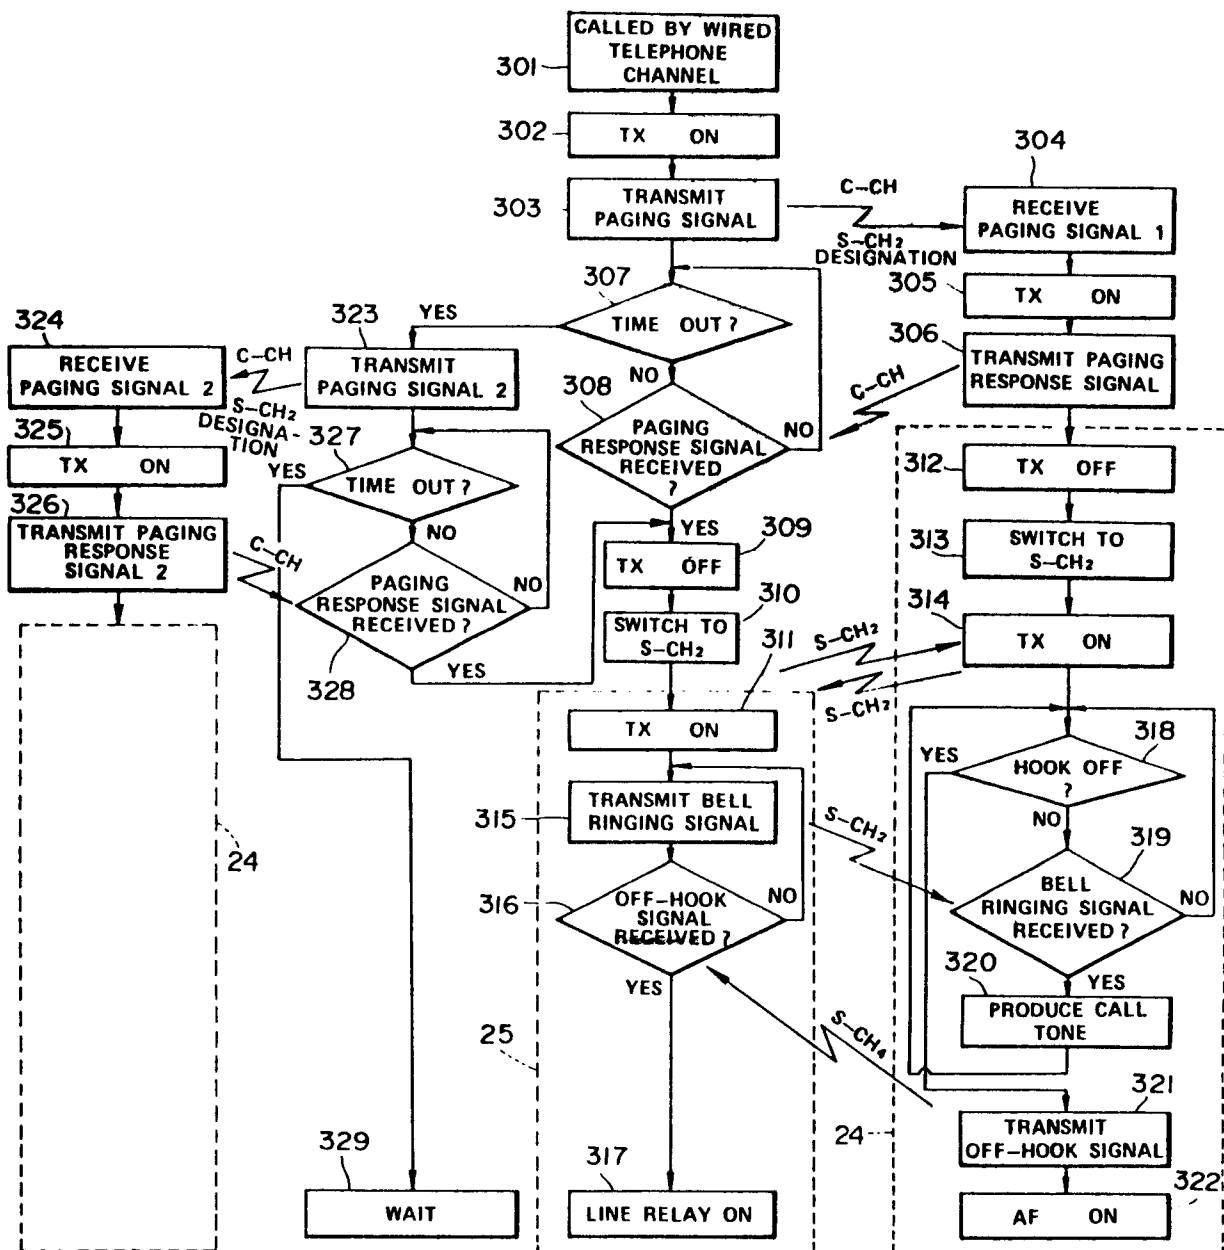 CALLED BY WIRED
TELEPHONE
CHANNEL
301
302
TX ON
303
TRANSMIT
PAGING SIGNAL
C-CH
S-CH2
DESIGNATION
304
RECEIVE
PAGING SIGNAL 1
305
TX ON
306
TRANSMIT PAGING
RESPONSE SIGNAL
C-CH
307
TIME OUT ?
YES
NO
308
PAGING
RESPONSE SIGNAL
RECEIVED
?
NO
YES
323
TRANSMIT
PAGING SIGNAL 2
C-CH
S-CH2
DESIGNA-
TION
324
RECEIVE
PAGING SIGNAL 2
325
TX ON
326
TRANSMIT PAGING
RESPONSE
SIGNAL 2
C-CH
327
YES
TIME OUT ?
NO
PAGING
RESPONSE SIGNAL
RECEIVED ?
NO
328
YES
309
TX OFF
310
SWITCH TO
S-CH2
311
TX ON
312
TX OFF
313
SWITCH TO
S-CH2
314
TX ON
S-CH2
S-CH2
315
TRANSMIT BELL
RINGING SIGNAL
S-CH2
316
OFF-HOOK
SIGNAL
RECEIVED ?
NO
YES
318
YES
HOOK OFF
?
NO
319
BELL
RINGING SIGNAL
RECEIVED ?
NO
YES
320
PRODUCE CALL
TONE
S-CH4
321
TRANSMIT
OFF-HOOK SIGNAL
322
AF ON
24
24
25
329
WAIT
317
LINE RELAY ON